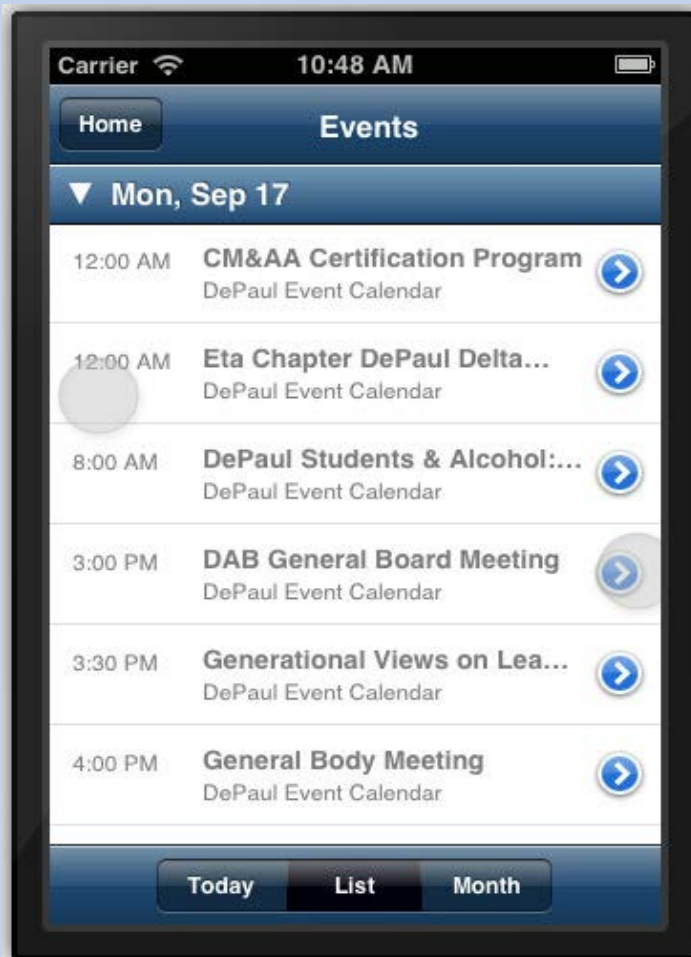 Carrier 10:48 AM
Home Events
▼ Mon, Sep 17
12:00 AM CM&AA Certification Program
DePaul Event Calendar
12:00 AM Eta Chapter DePaul Delta...
DePaul Event Calendar
8:00 AM DePaul Students & Alcohol:...
DePaul Event Calendar
3:00 PM DAB General Board Meeting
DePaul Event Calendar
3:30 PM Generational Views on Lea...
DePaul Event Calendar
4:00 PM General Body Meeting
DePaul Event Calendar
Today List Month